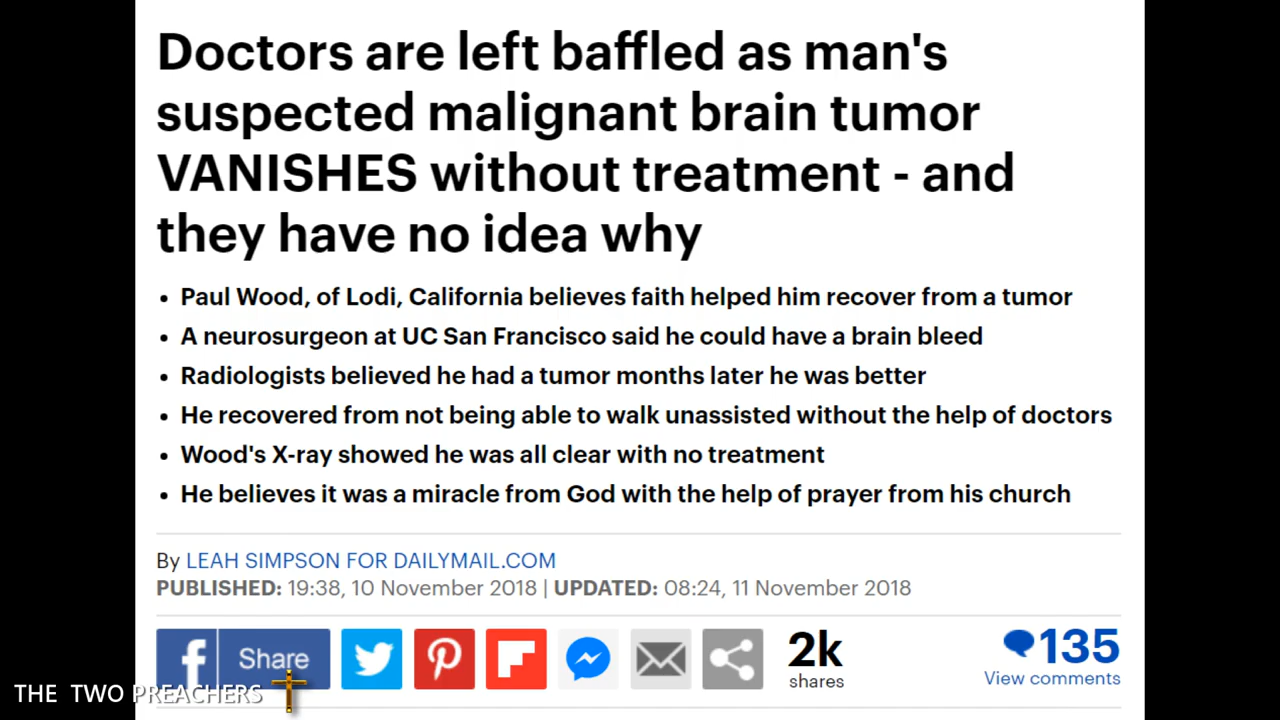 Doctors are left baffled as man's
suspected malignant brain tumor
VANISHES without treatment - and
they have no idea why
• Paul Wood, of Lodi, California believes faith helped him recover from a tumor
• A neurosurgeon at UC San Francisco said he could have a brain bleed
• Radiologists believed he had a tumor months later he was better
• He recovered from not being able to walk unassisted without the help of doctors
• Wood's X-ray showed he was all clear with no treatment
• He believes it was a miracle from God with the help of prayer from his church
By LEAH SIMPSON FOR DAILYMAIL.COM
PUBLISHED: 19:38, 10 November 2018 | UPDATED: 08:24, 11 November 2018
Share
2k
shares
135
View comments
THE TWO PREACHERS